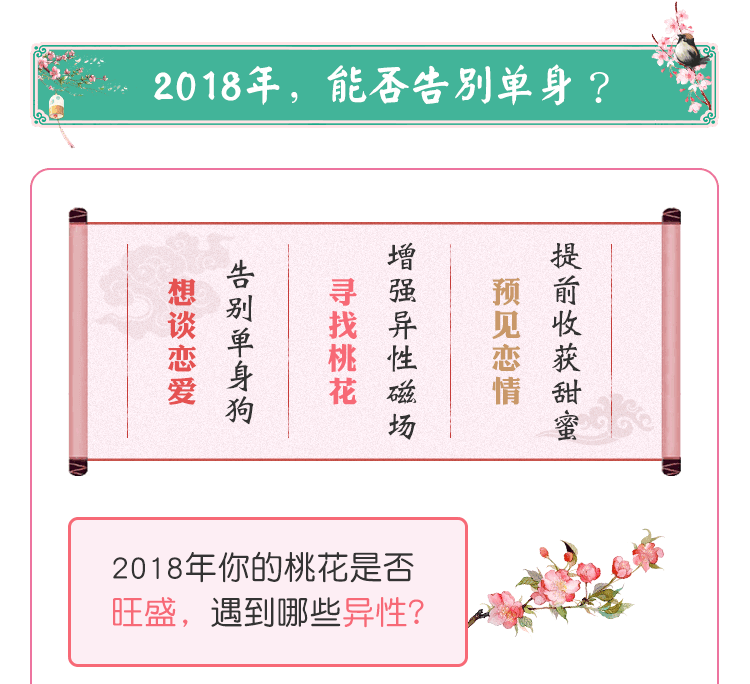 2018年，能否告别单身？
想谈恋爱
告别单身狗
寻找桃花
增强异性磁场
预见恋情
提前收获甜蜜
2018年你的桃花是否
旺盛，遇到哪些异性？